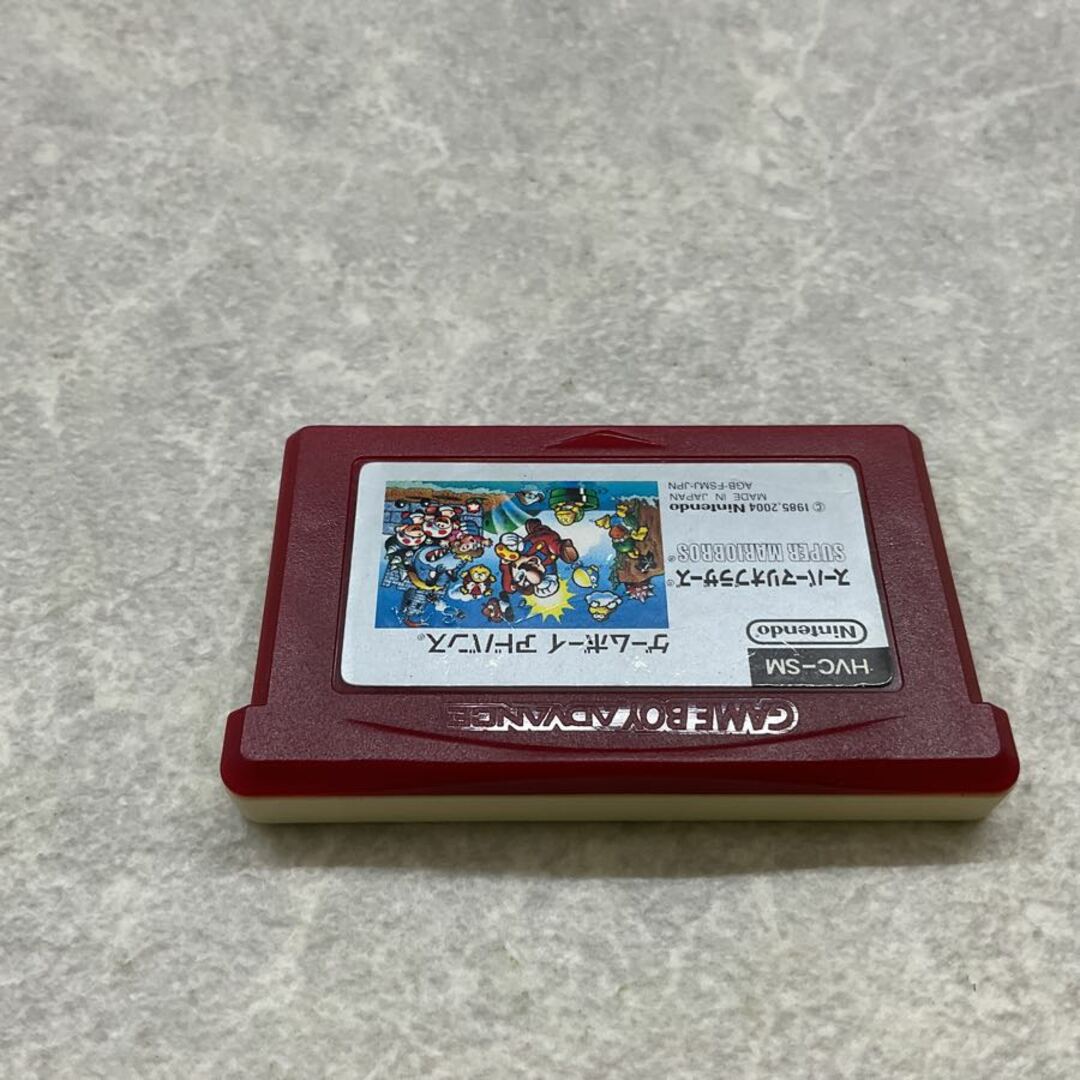 GAME BOY ADVANCE
HVC-SM
Nintendo®
ゲームボーイ アドバンス®
スーパーマリオブラザーズ®
SUPER MARIOBROS®
© 1985,2004 Nintendo
MADE IN JAPAN
AGB-FSMJ-JPN